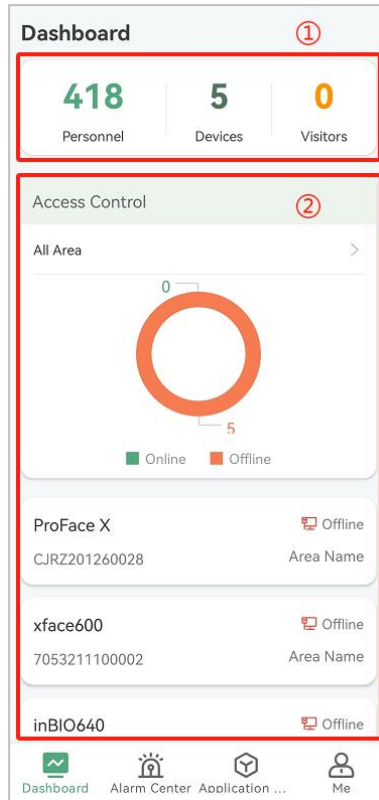 Dashboard ①
418 5 0
Personnel Devices Visitors
Access Control ②
All Area
0
5
Online Offline
ProFace X Offline
CJRZ201260028 Area Name
xface600 Offline
7053211100002 Area Name
inBIO640 Offline
Dashboard Alarm Center Application ... Me